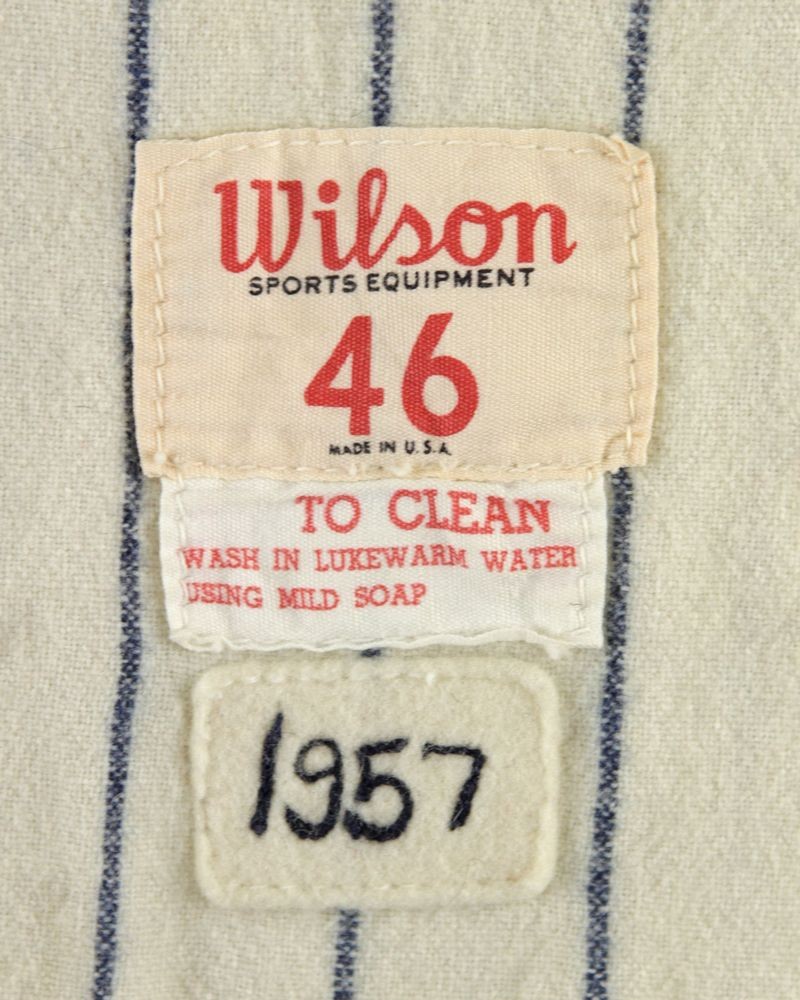 Wilson
SPORTS EQUIPMENT
46
MADE IN U.S.A.
TO CLEAN
WASH IN LUKEWARM WATER
USING MILD SOAP
1957